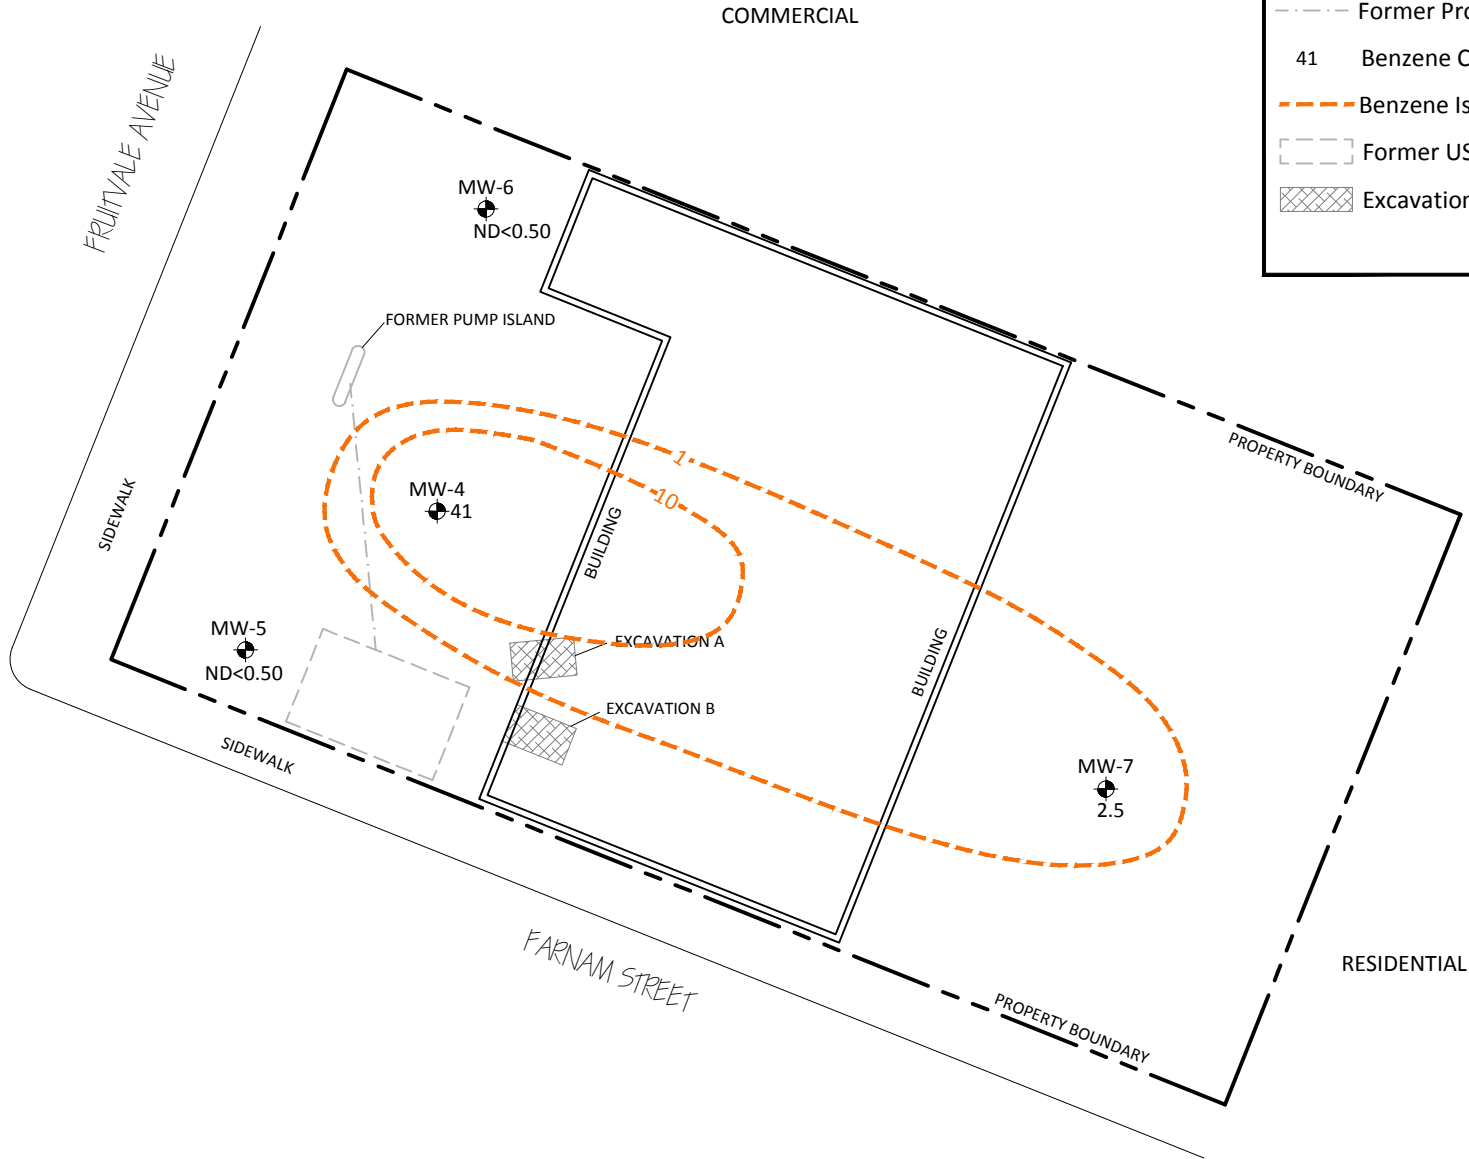 COMMERCIAL
Former Pro
41 Benzene C
Benzene Is
Former US
Excavation
FRUITVALE AVENUE
MW-6
ND<0.50
FORMER PUMP ISLAND
1
PROPERTY BOUNDARY
10
MW-4
41
SIDEWALK
BUILDING
MW-5
ND<0.50
EXCAVATION A
BUILDING
EXCAVATION B
SIDEWALK
MW-7
2.5
FARNAM STREET
RESIDENTIAL
PROPERTY BOUNDARY